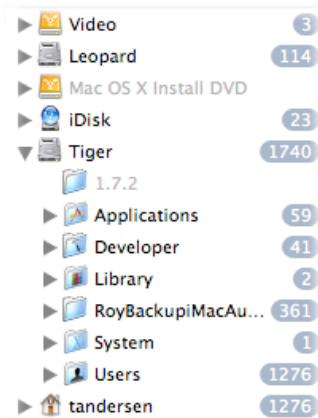 Video 3
Leopard 114
Mac OS X Install DVD
iDisk 23
Tiger 1740
1.7.2
Applications 59
Developer 41
Library 2
RoyBackupiMacAu... 361
System 1
Users 1276
tandersen 1276